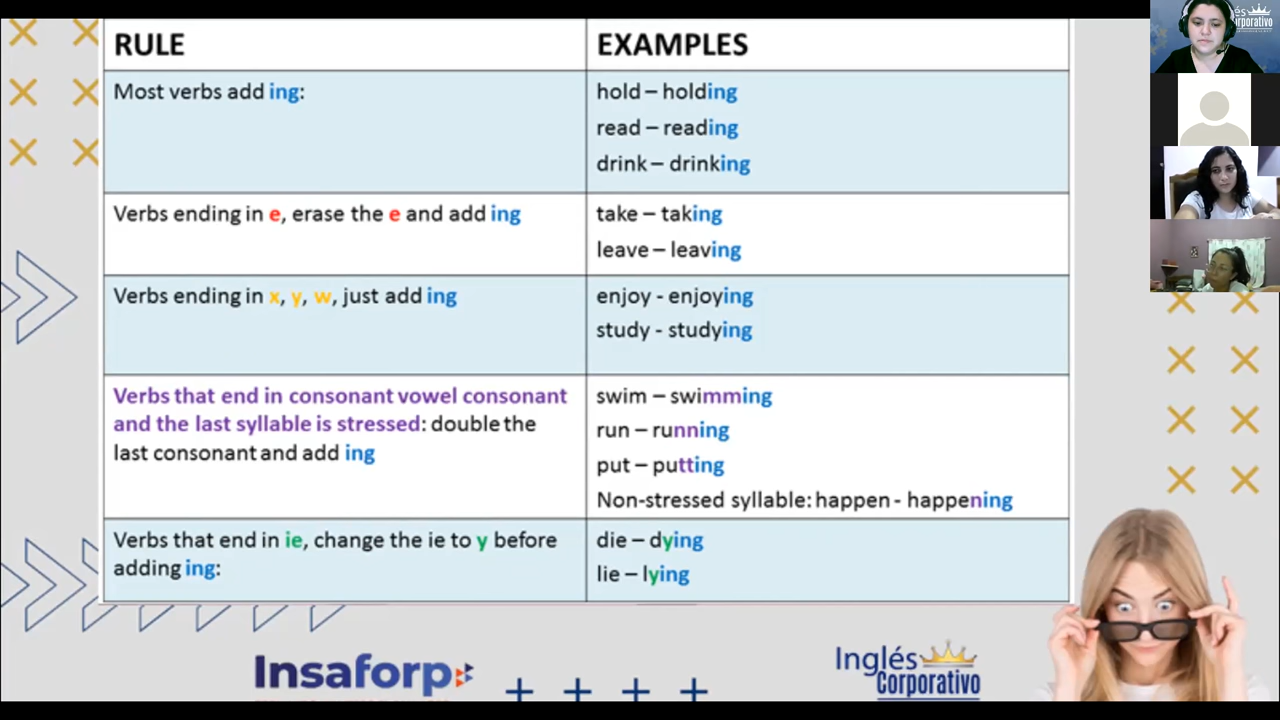 RULE
EXAMPLES
Most verbs add ing:
hold – holding
read – reading
drink – drinking
Verbs ending in e, erase the e and add ing
take – taking
leave – leaving
Verbs ending in x, y, w, just add ing
enjoy - enjoying
study - studying
Verbs that end in consonant vowel consonant
and the last syllable is stressed: double the
last consonant and add ing
swim – swimming
run – running
put – putting
Non-stressed syllable: happen - happening
Verbs that end in ie, change the ie to y before
adding ing:
die – dying
lie – lying
Insaforp
Inglés
Corporativo